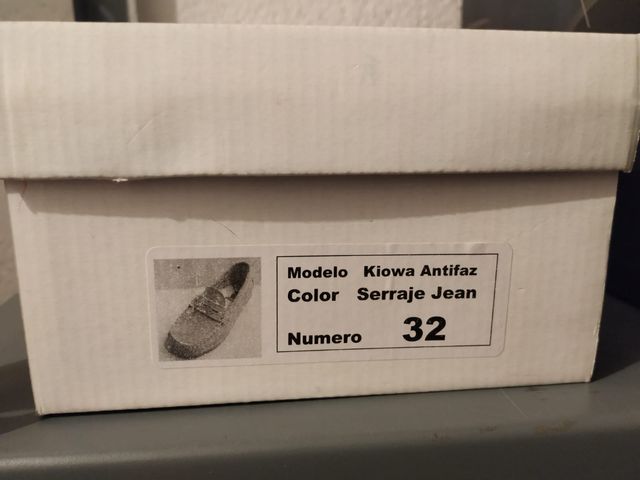 Modelo Kiowa Antifaz
Color Serraje Jean
Numero 32